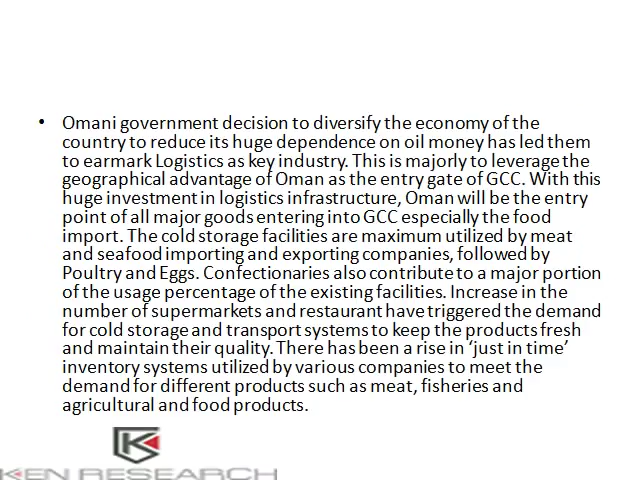 • Omani government decision to diversify the economy of the
country to reduce its huge dependence on oil money has led them
to earmark Logistics as key industry. This is majorly to leverage the
geographical advantage of Oman as the entry gate of GCC. With this
huge investment in logistics infrastructure, Oman will be the entry
point of all major goods entering into GCC especially the food
import. The cold storage facilities are maximum utilized by meat
and seafood importing and exporting companies, followed by
Poultry and Eggs. Confectionaries also contribute to a major portion
of the usage percentage of the existing facilities. Increase in the
number of supermarkets and restaurant have triggered the demand
for cold storage and transport systems to keep the products fresh
and maintain their quality. There has been a rise in ‘just in time’
inventory systems utilized by various companies to meet the
demand for different products such as meat, fisheries and
agricultural and food products.
KEN RESEARCH